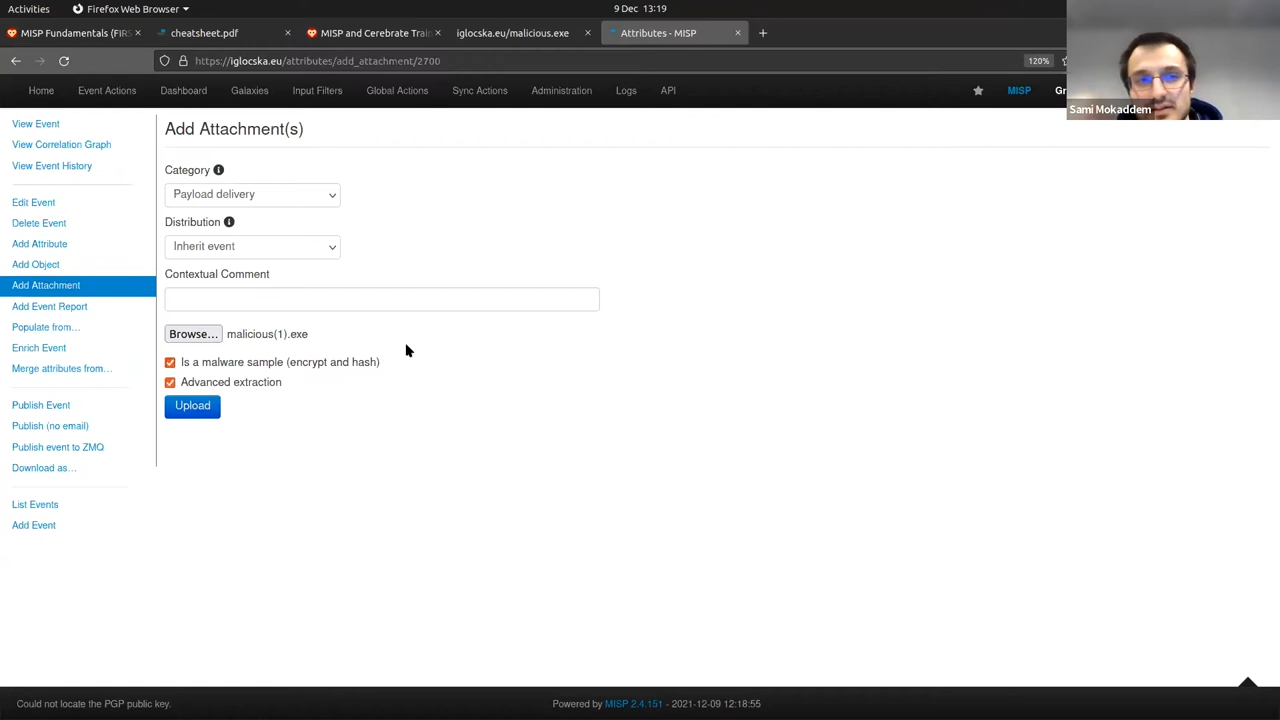 Activities
Firefox Web Browser
9 Dec 13:19
MISP Fundamentals (FIRS
cheatsheet.pdf
MISP and Cerebrate Train
iglocska.eu/malicious.exe
Attributes - MISP
https://iglocska.eu/attributes/add_attachment/2700
120%
Home
Event Actions
Dashboard
Galaxies
Input Filters
Global Actions
Sync Actions
Administration
Logs
API
MISP
Sami Mokaddem
View Event
View Correlation Graph
View Event History
Edit Event
Delete Event
Add Attribute
Add Object
Add Attachment
Add Event Report
Populate from...
Enrich Event
Merge attributes from...
Publish Event
Publish (no email)
Publish event to ZMQ
Download as...
List Events
Add Event
Add Attachment(s)
Category
Payload delivery
Distribution
Inherit event
Contextual Comment
Browse... malicious(1).exe
Is a malware sample (encrypt and hash)
Advanced extraction
Upload
Could not locate the PGP public key.
Powered by MISP 2.4.151 - 2021-12-09 12:18:55